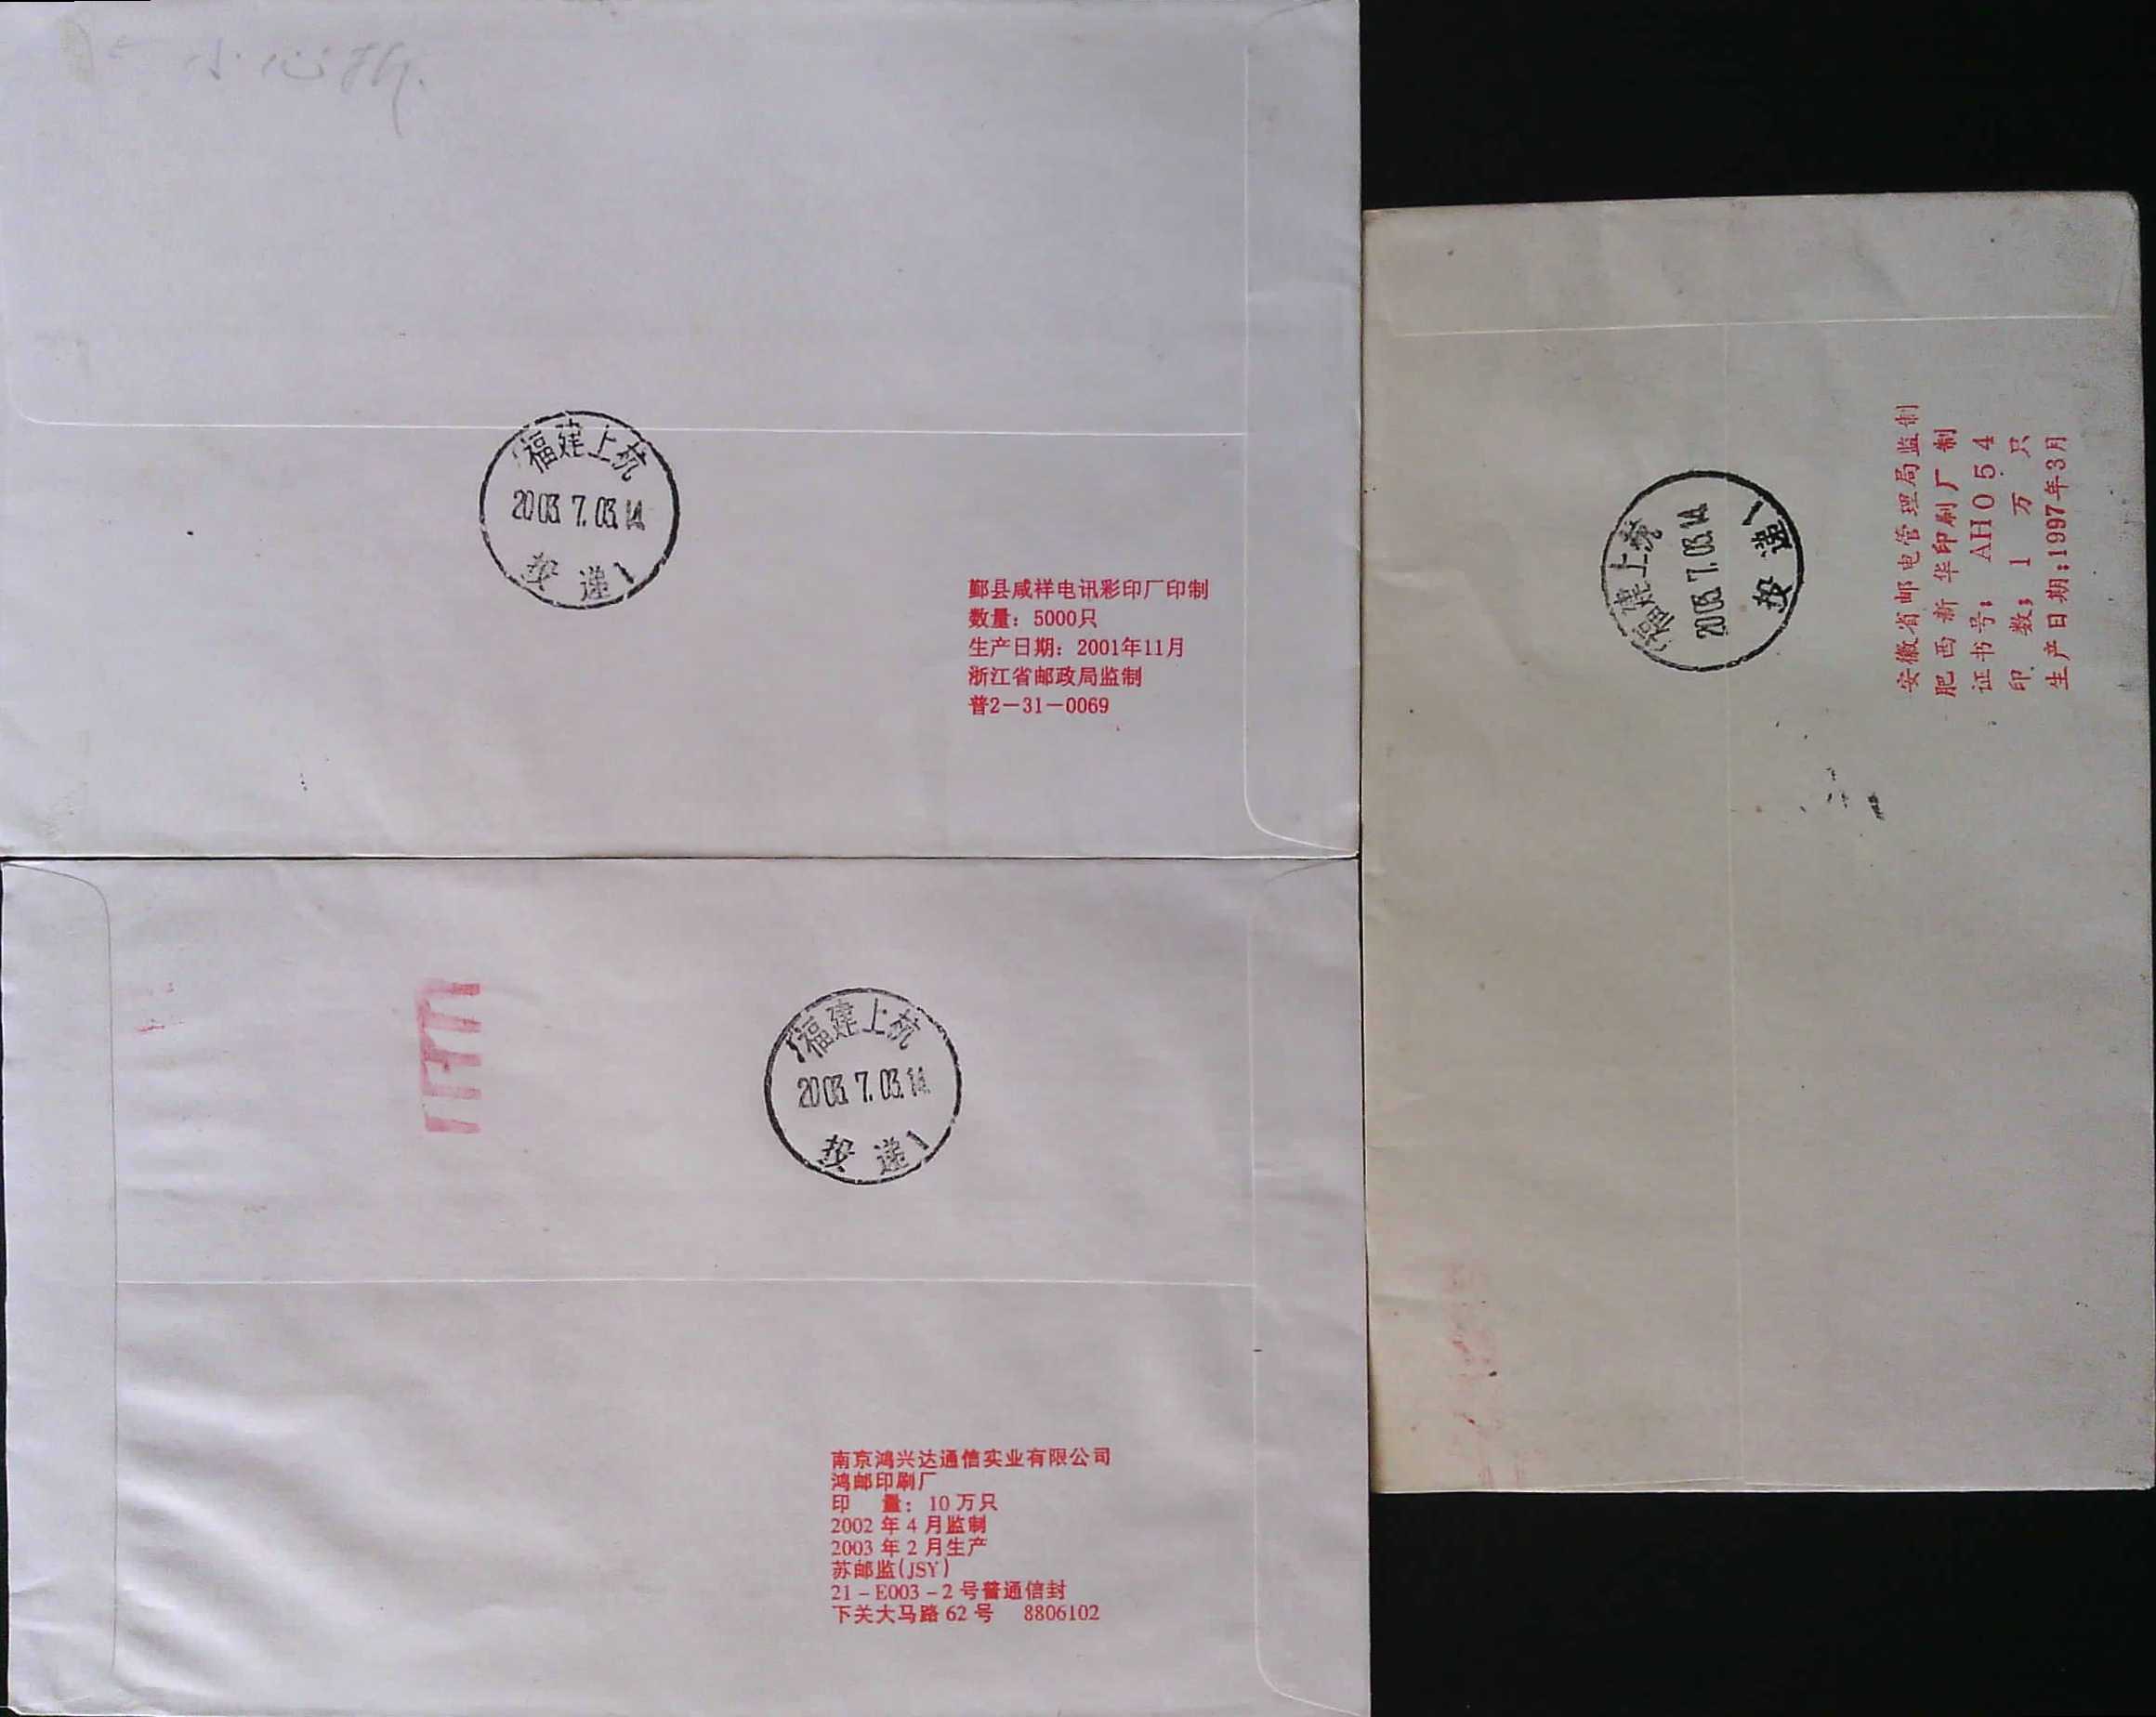 小心拆.
福建上杭
2003.7.03.14
投递1
鄞县咸祥电讯彩印厂印制
数量：5000只
生产日期：2001年11月
浙江省邮政局监制
普2－31－0069
福建上杭
2003.7.03.14
投递1
南京鸿兴达通信实业有限公司
鸿邮印刷厂
印 量：10万只
2002年4月监制
2003年2月生产
苏邮监(JSY)
21－E003－2号普通信封
下关大马路62号 8806102
福建上杭
2003.7.03.14
投递1
安徽省邮电管理局监制
肥西新华印刷厂制
证书号：AH054
印 数：1万只
生产日期：1997年3月